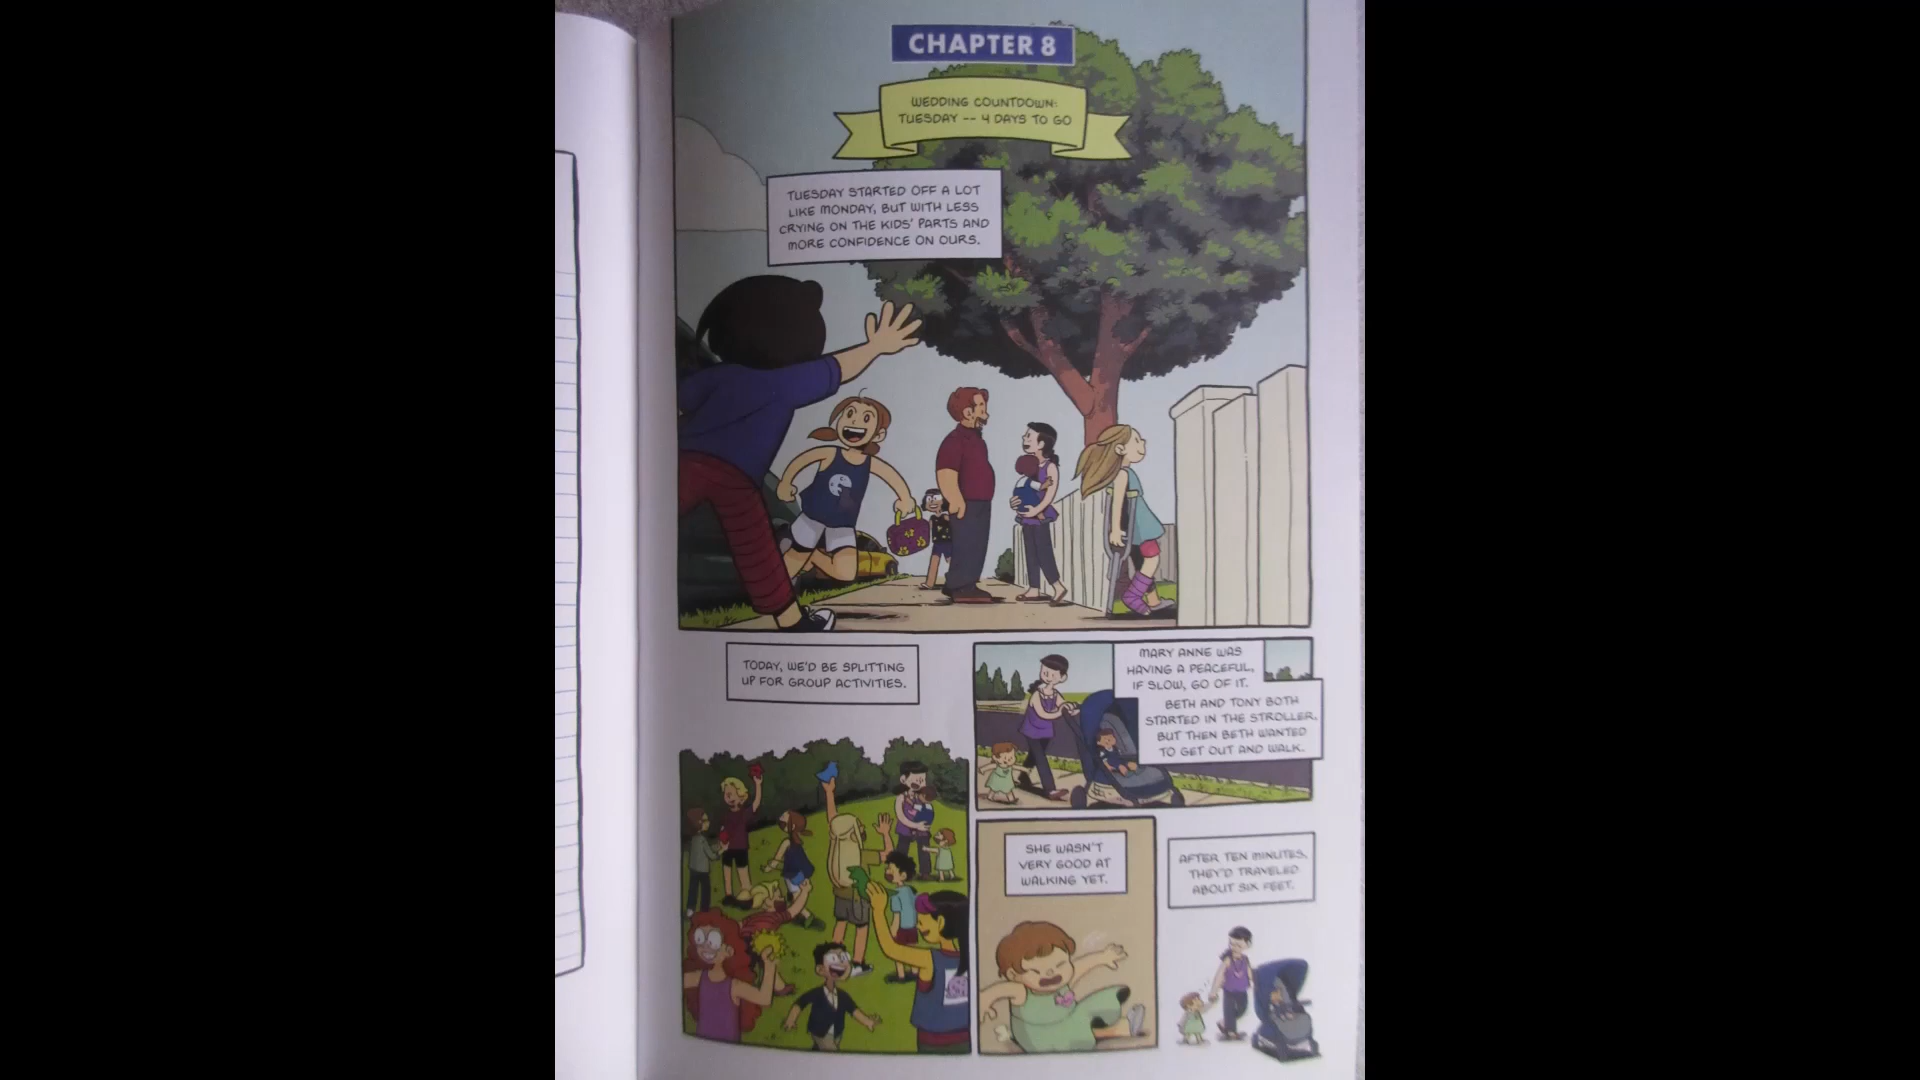 CHAPTER 8
WEDDING COUNTDOWN:
TUESDAY -- 4 DAYS TO GO
TUESDAY STARTED OFF A LOT
LIKE MONDAY, BUT WITH LESS
CRYING ON THE KIDS' PARTS AND
MORE CONFIDENCE ON OURS.
TODAY, WE'D BE SPLITTING
UP FOR GROUP ACTIVITIES.
MARY ANNE WAS
HAVING A PEACEFUL,
IF SLOW, GO OF IT.
BETH AND TONY BOTH
STARTED IN THE STROLLER,
BUT THEN BETH WANTED
TO GET OUT AND WALK.
SHE WASN'T
VERY GOOD AT
WALKING YET.
AFTER TEN MINUTES,
THEY'D TRAVELED
ABOUT SIX FEET.